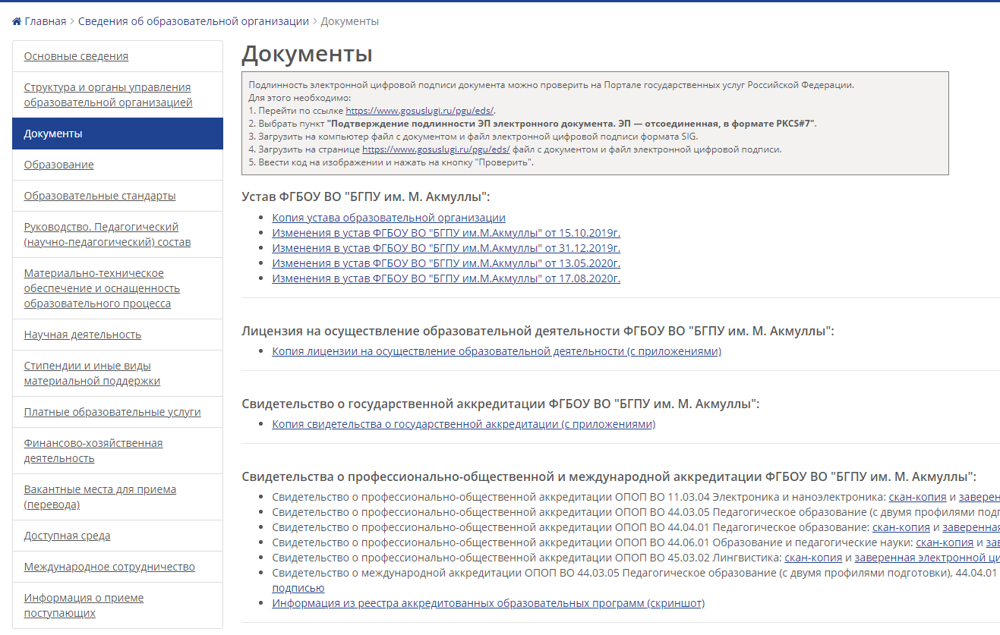 Главная > Сведения об образовательной организации > Документы
Основные сведения
Структура и органы управления
образовательной организацией
Документы
Образование
Образовательные стандарты
Руководство. Педагогический
(научно-педагогический) состав
Материально-техническое
обеспечение и оснащенность
образовательного процесса
Научная деятельность
Стипендии и иные виды
материальной поддержки
Платные образовательные услуги
Финансово-хозяйственная
деятельность
Вакантные места для приема
(перевода)
Доступная среда
Международное сотрудничество
Информация о приеме
поступающих
Документы
Подлинность электронной цифровой подписи документа можно проверить на Портале государственных услуг Российской Федерации.
Для этого необходимо:
1. Перейти по ссылке https://www.gosuslugi.ru/pgu/eds/.
2. Выбрать пункт "Подтверждение подлинности ЭП электронного документа. ЭП — отсоединенная, в формате PKCS#7".
3. Загрузить на компьютер файл с документом и файл электронной цифровой подписи формата SIG.
4. Загрузить на странице https://www.gosuslugi.ru/pgu/eds/ файл с документом и файл электронной цифровой подписи.
5. Ввести код на изображении и нажать на кнопку "Проверить".
Устав ФГБОУ ВО "БГПУ им. М. Акмуллы":
• Копия устава образовательной организации
• Изменения в устав ФГБОУ ВО "БГПУ им.М.Акмуллы" от 15.10.2019г.
• Изменения в устав ФГБОУ ВО "БГПУ им.М.Акмуллы" от 31.12.2019г.
• Изменения в устав ФГБОУ ВО "БГПУ им.М.Акмуллы" от 13.05.2020г.
• Изменения в устав ФГБОУ ВО "БГПУ им.М.Акмуллы" от 17.08.2020г.
Лицензия на осуществление образовательной деятельности ФГБОУ ВО "БГПУ им. М. Акмуллы":
• Копия лицензии на осуществление образовательной деятельности (с приложениями)
Свидетельство о государственной аккредитации ФГБОУ ВО "БГПУ им. М. Акмуллы":
• Копия свидетельства о государственной аккредитации (с приложениями)
Свидетельства о профессионально-общественной и международной аккредитации ФГБОУ ВО "БГПУ им. М. Акмуллы":
• Свидетельство о профессионально-общественной аккредитации ОПОП ВО 11.03.04 Электроника и наноэлектроника: скан-копия и заверен
• Свидетельство о профессионально-общественной аккредитации ОПОП ВО 44.03.05 Педагогическое образование (с двумя профилями под
• Свидетельство о профессионально-общественной аккредитации ОПОП ВО 44.04.01 Педагогическое образование: скан-копия и заверенная
• Свидетельство о профессионально-общественной аккредитации ОПОП ВО 44.06.01 Образование и педагогические науки: скан-копия и зав
• Свидетельство о профессионально-общественной аккредитации ОПОП ВО 45.03.02 Лингвистика: скан-копия и заверенная электронной ци
• Свидетельство о международной аккредитации ОПОП ВО 44.03.05 Педагогическое образование (с двумя профилями подготовки), 44.04.01
подписью
• Информация из реестра аккредитованных образовательных программ (скриншот)